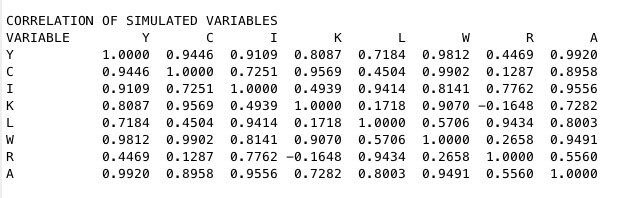 CORRELATION OF SIMULATED VARIABLES
VARIABLE Y C I K L W R A
Y 1.0000 0.9446 0.9109 0.8087 0.7184 0.9812 0.4469 0.9920
C 0.9446 1.0000 0.7251 0.9569 0.4504 0.9902 0.1287 0.8958
I 0.9109 0.7251 1.0000 0.4939 0.9414 0.8141 0.7762 0.9556
K 0.8087 0.9569 0.4939 1.0000 0.1718 0.9070 −0.1648 0.7282
L 0.7184 0.4504 0.9414 0.1718 1.0000 0.5706 0.9434 0.8003
W 0.9812 0.9902 0.8141 0.9070 0.5706 1.0000 0.2658 0.9491
R 0.4469 0.1287 0.7762 −0.1648 0.9434 0.2658 1.0000 0.5560
A 0.9920 0.8958 0.9556 0.7282 0.8003 0.9491 0.5560 1.0000